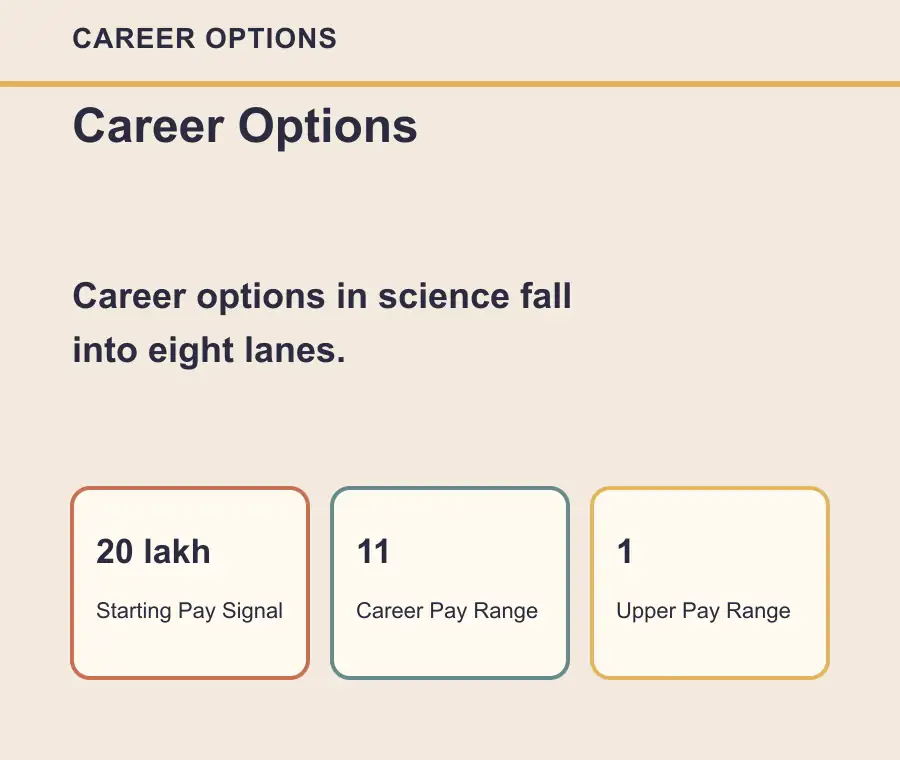 CAREER OPTIONS
Career Options
Career options in science fall
into eight lanes.
20 lakh
Starting Pay Signal
11
Career Pay Range
1
Upper Pay Range